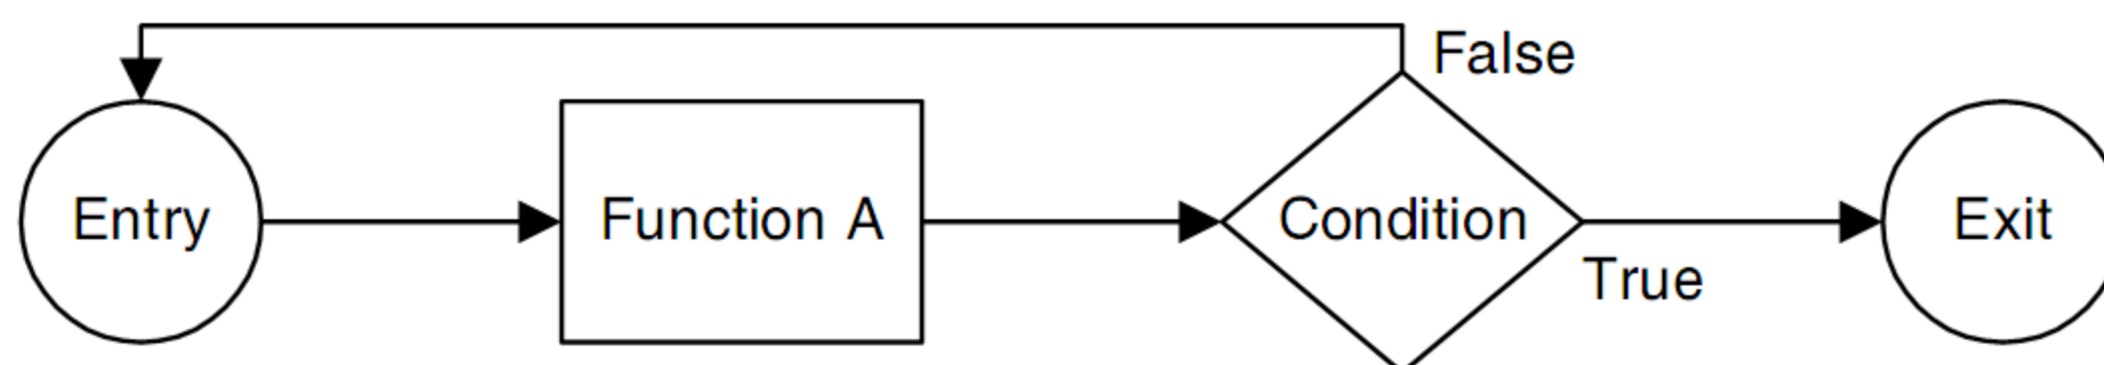 False
Entry
Function A
Condition
Exit
True